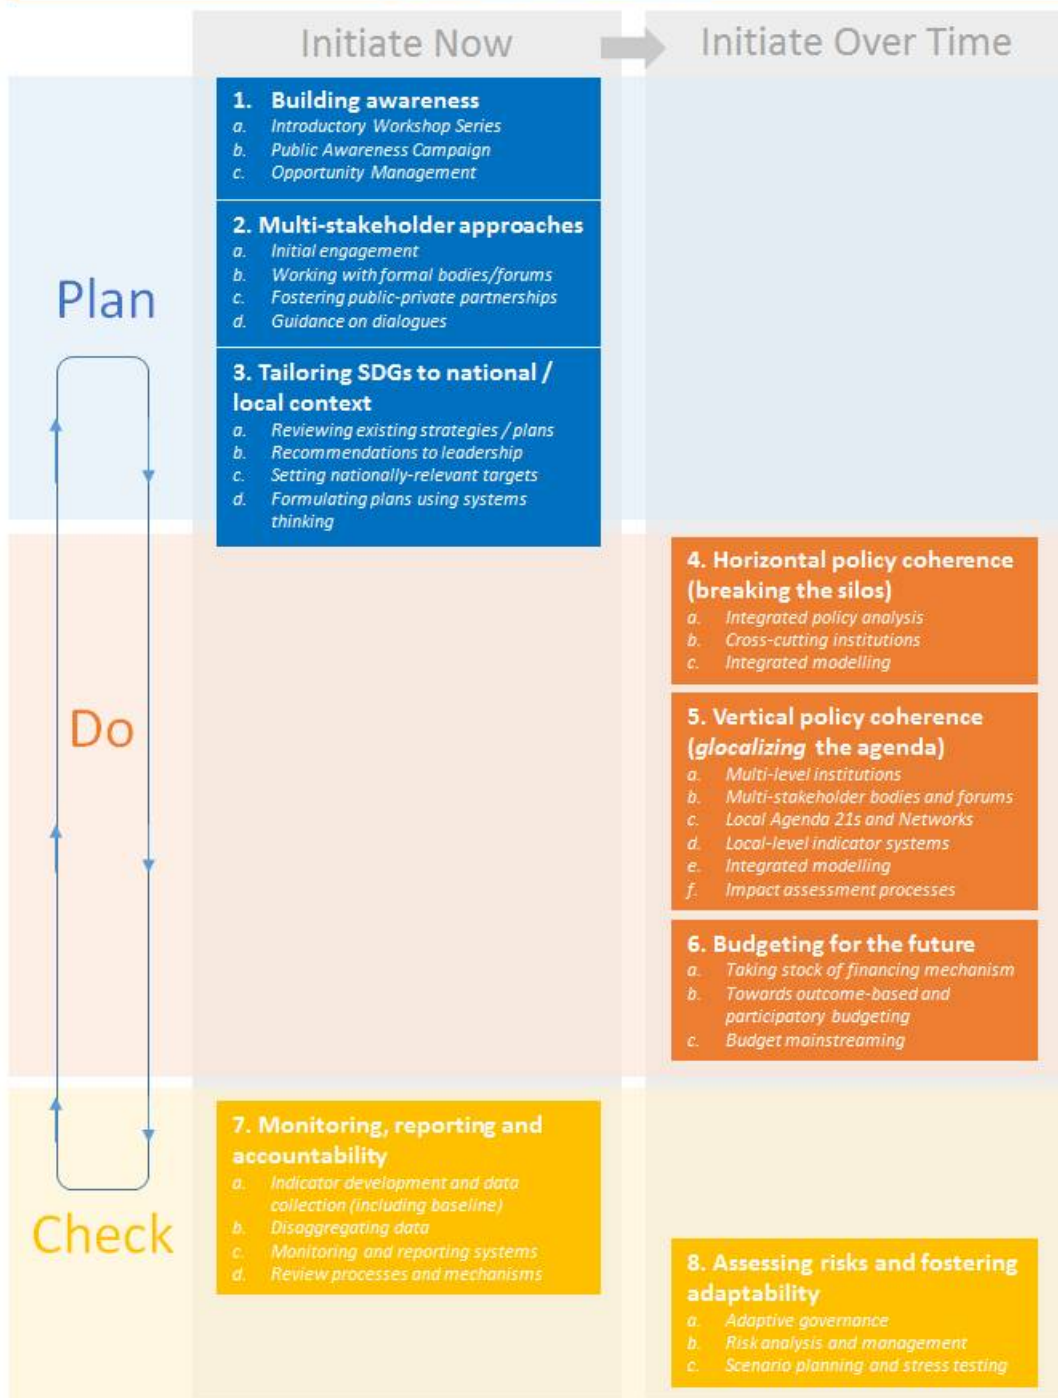 Initiate Now
Initiate Over Time
Plan
1. Building awareness
a. Introductory Workshop Series
b. Public Awareness Campaign
c. Opportunity Management
2. Multi-stakeholder approaches
a. Initial engagement
b. Working with formal bodies/forums
c. Fostering public-private partnerships
d. Guidance on dialogues
3. Tailoring SDGs to national /
local context
a. Reviewing existing strategies / plans
b. Recommendations to leadership
c. Setting nationally-relevant targets
d. Formulating plans using systems
thinking
Do
4. Horizontal policy coherence
(breaking the silos)
a. Integrated policy analysis
b. Cross-cutting institutions
c. Integrated modelling
5. Vertical policy coherence
(glocalizing the agenda)
a. Multi-level institutions
b. Multi-stakeholder bodies and forums
c. Local Agenda 21s and Networks
d. Local-level indicator systems
e. Integrated modelling
f. Impact assessment processes
6. Budgeting for the future
a. Taking stock of financing mechanism
b. Towards outcome-based and
participatory budgeting
c. Budget mainstreaming
Check
7. Monitoring, reporting and
accountability
a. Indicator development and data
collection (including baseline)
b. Disaggregating data
c. Monitoring and reporting systems
d. Review processes and mechanisms
8. Assessing risks and fostering
adaptability
a. Adaptive governance
b. Risk analysis and management
c. Scenario planning and stress testing